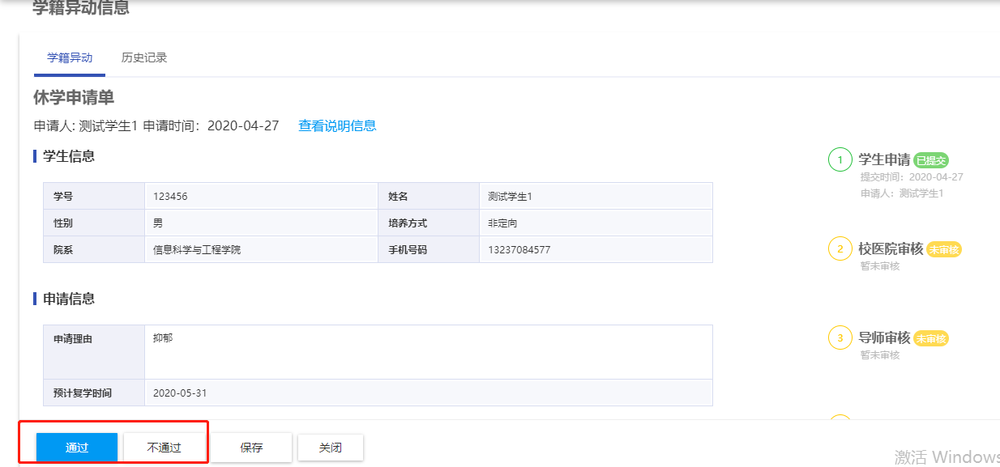 学籍异动信息
学籍异动 历史记录
休学申请单
申请人: 测试学生1 申请时间：2020-04-27 查看说明信息
学生信息
学号 123456 姓名 测试学生1
性别 男 培养方式 非定向
院系 信息科学与工程学院 手机号码 13237084577
申请信息
申请理由 抑郁
预计复学时间 2020-05-31
1 学生申请 已提交
提交时间：2020-04-27
申请人：测试学生1
2 校医院审核 未审核
暂未审核
3 导师审核 未审核
暂未审核
通过 不通过 保存 关闭
激活 Windows